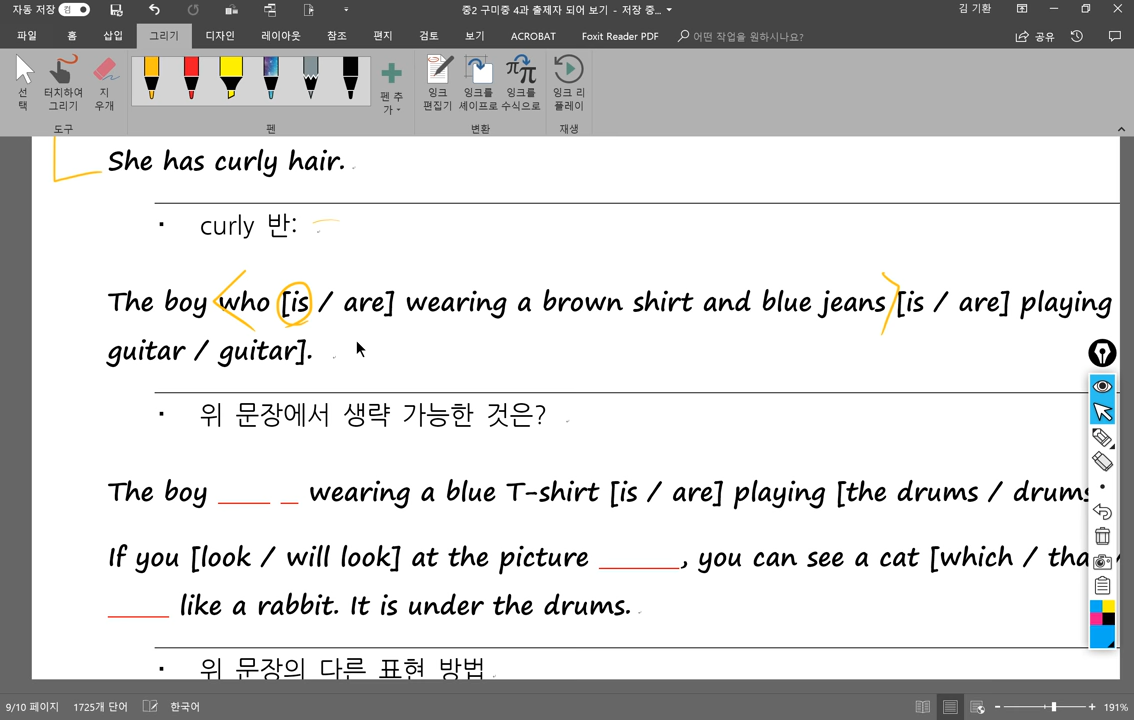 자동 저장 컴 중2 구미중 4과 출제자 되어 보기 - 저장 중... 김 기환
파일 홈 삽입 그리기 디자인 레이아웃 참조 편지 검토 보기 ACROBAT Foxit Reader PDF 어떤 작업을 원하시나요? 공유
선택 터치하여 그리기 지우개 펜 추가 잉크 편집기 잉크를 셰이프로 잉크를 수식으로 잉크 리플레이
도구 펜 변환 재생
She has curly hair.
· curly 반:
The boy who [is / are] wearing a brown shirt and blue jeans [is / are] playing
guitar / guitar].
· 위 문장에서 생략 가능한 것은?
The boy ____ _ wearing a blue T-shirt [is / are] playing [the drums / drums
If you [look / will look] at the picture ______, you can see a cat [which / tha
_____ like a rabbit. It is under the drums.
· 위 문장의 다른 표현 방법
9/10 페이지 1725개 단어 한국어 191%